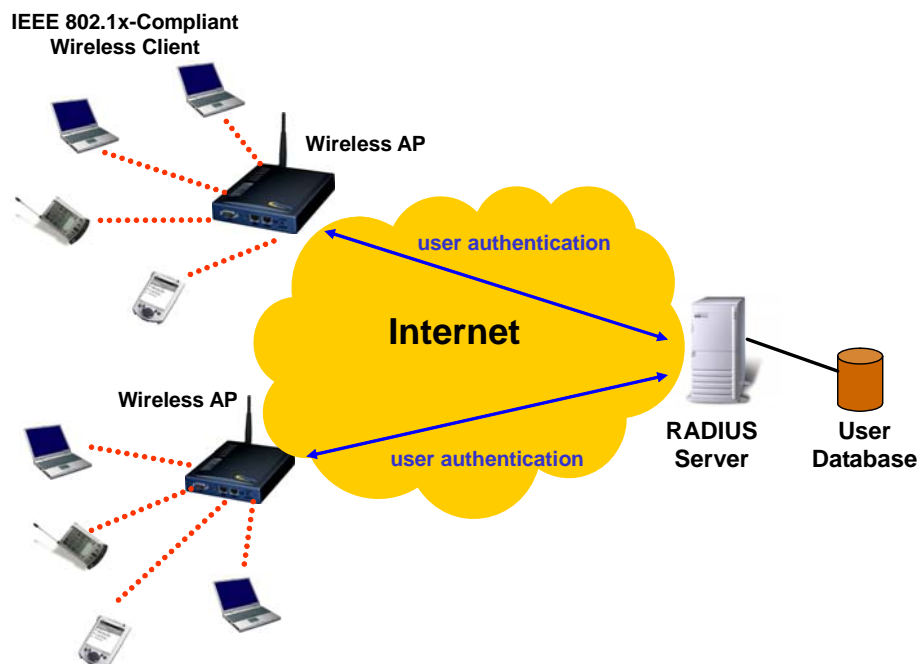 IEEE 802.1x-Compliant
Wireless Client
Wireless AP
user authentication
Internet
Wireless AP
user authentication
RADIUS
Server
User
Database